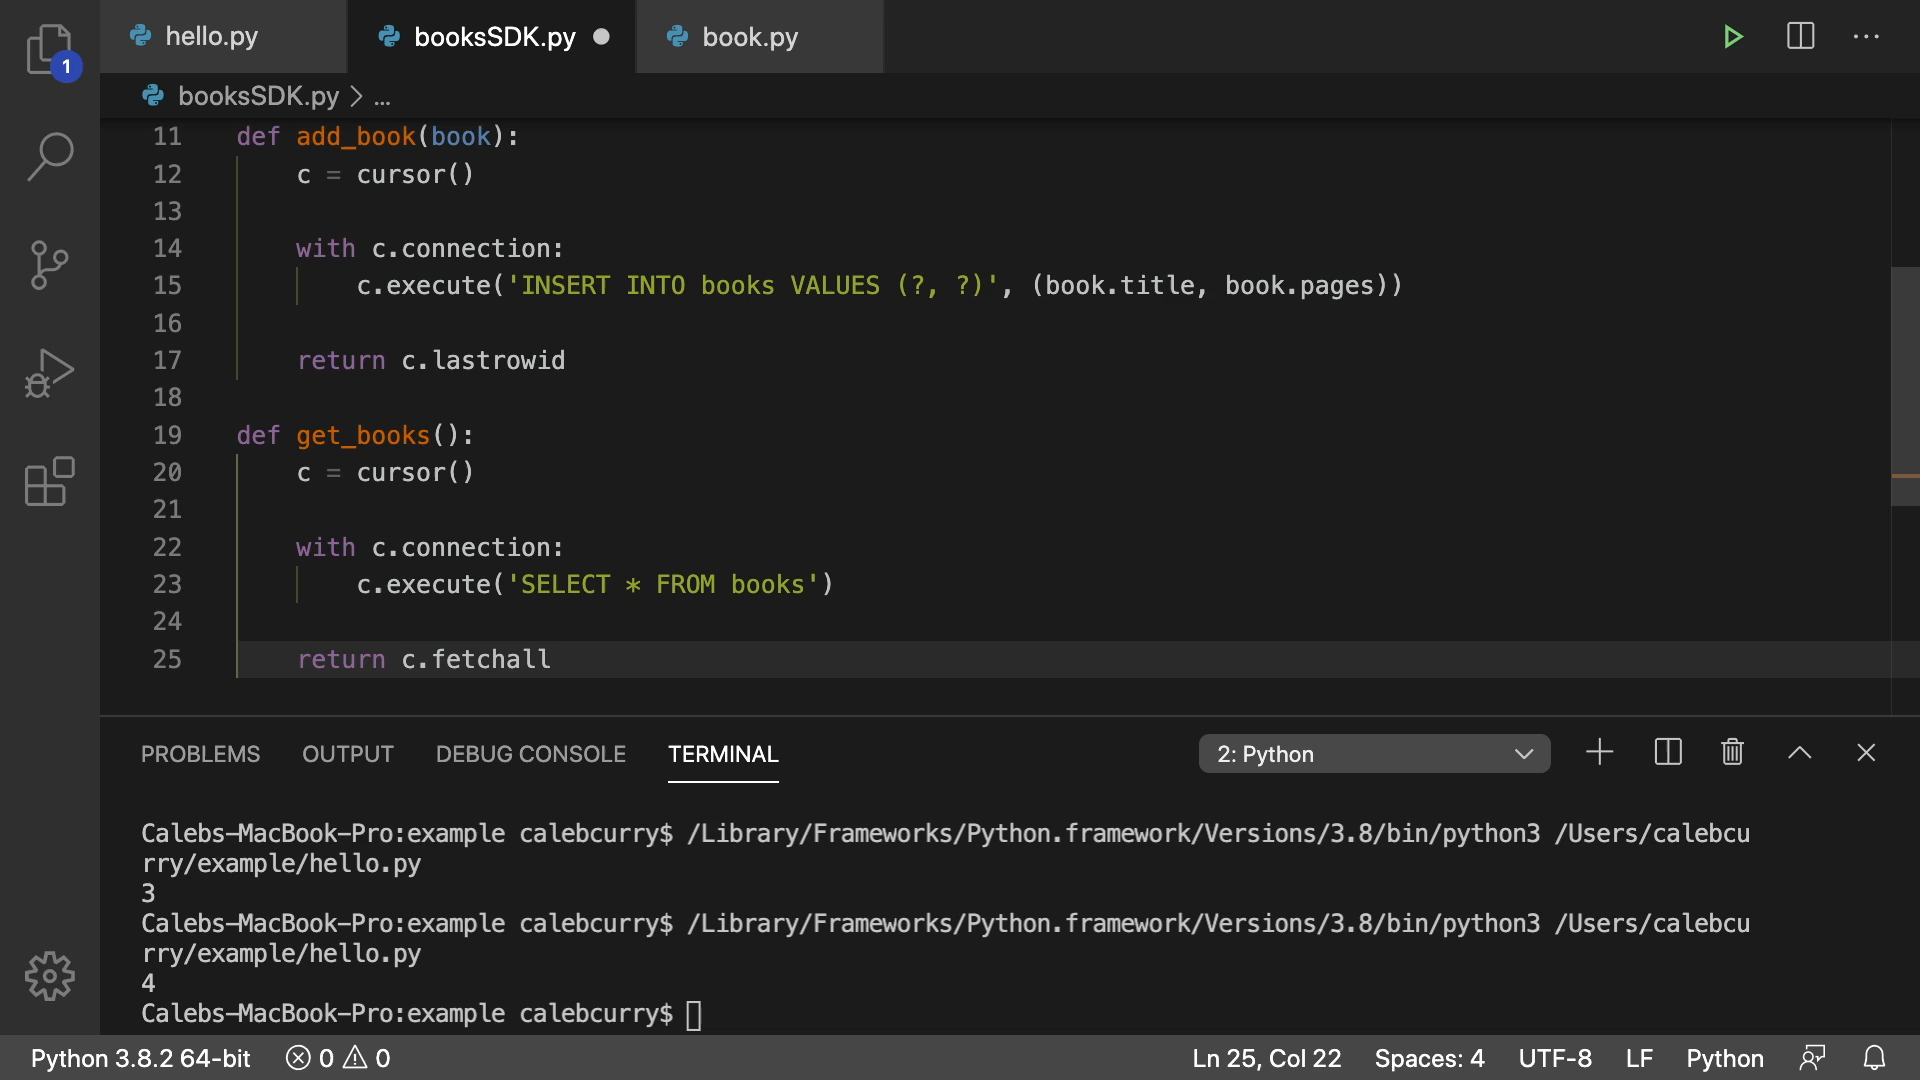 hello.py
booksSDK.py
book.py
1
booksSDK.py > ...
11 def add_book(book):
12 c = cursor()
13
14 with c.connection:
15 c.execute('INSERT INTO books VALUES (?, ?)', (book.title, book.pages))
16
17 return c.lastrowid
18
19 def get_books():
20 c = cursor()
21
22 with c.connection:
23 c.execute('SELECT * FROM books')
24
25 return c.fetchall
PROBLEMS OUTPUT DEBUG CONSOLE TERMINAL 2: Python
Calebs-MacBook-Pro:example calebcurry$ /Library/Frameworks/Python.framework/Versions/3.8/bin/python3 /Users/calebcu
rry/example/hello.py
3
Calebs-MacBook-Pro:example calebcurry$ /Library/Frameworks/Python.framework/Versions/3.8/bin/python3 /Users/calebcu
rry/example/hello.py
4
Calebs-MacBook-Pro:example calebcurry$
Python 3.8.2 64-bit 0 0 Ln 25, Col 22 Spaces: 4 UTF-8 LF Python